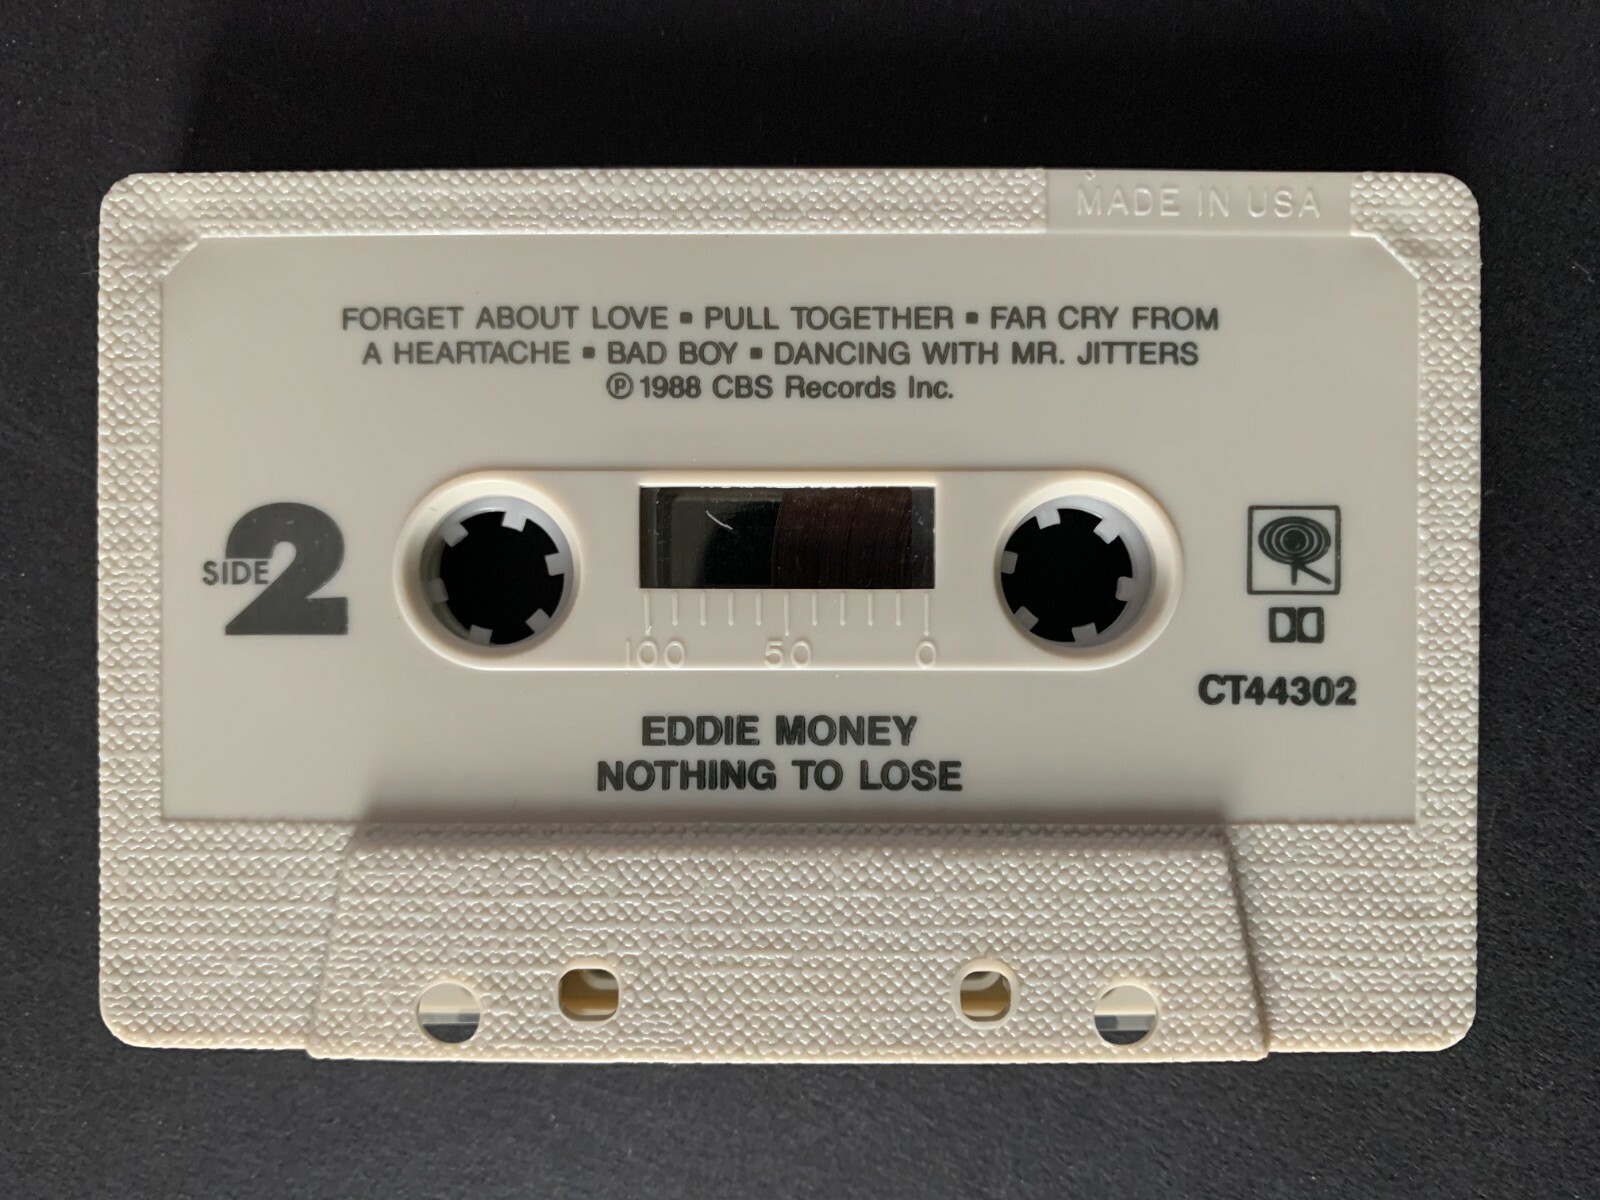 MADE IN USA
FORGET ABOUT LOVE ▪ PULL TOGETHER ▪ FAR CRY FROM
A HEARTACHE ▪ BAD BOY ▪ DANCING WITH MR. JITTERS
℗ 1988 CBS Records Inc.
SIDE 2
100 50 0
CT44302
EDDIE MONEY
NOTHING TO LOSE